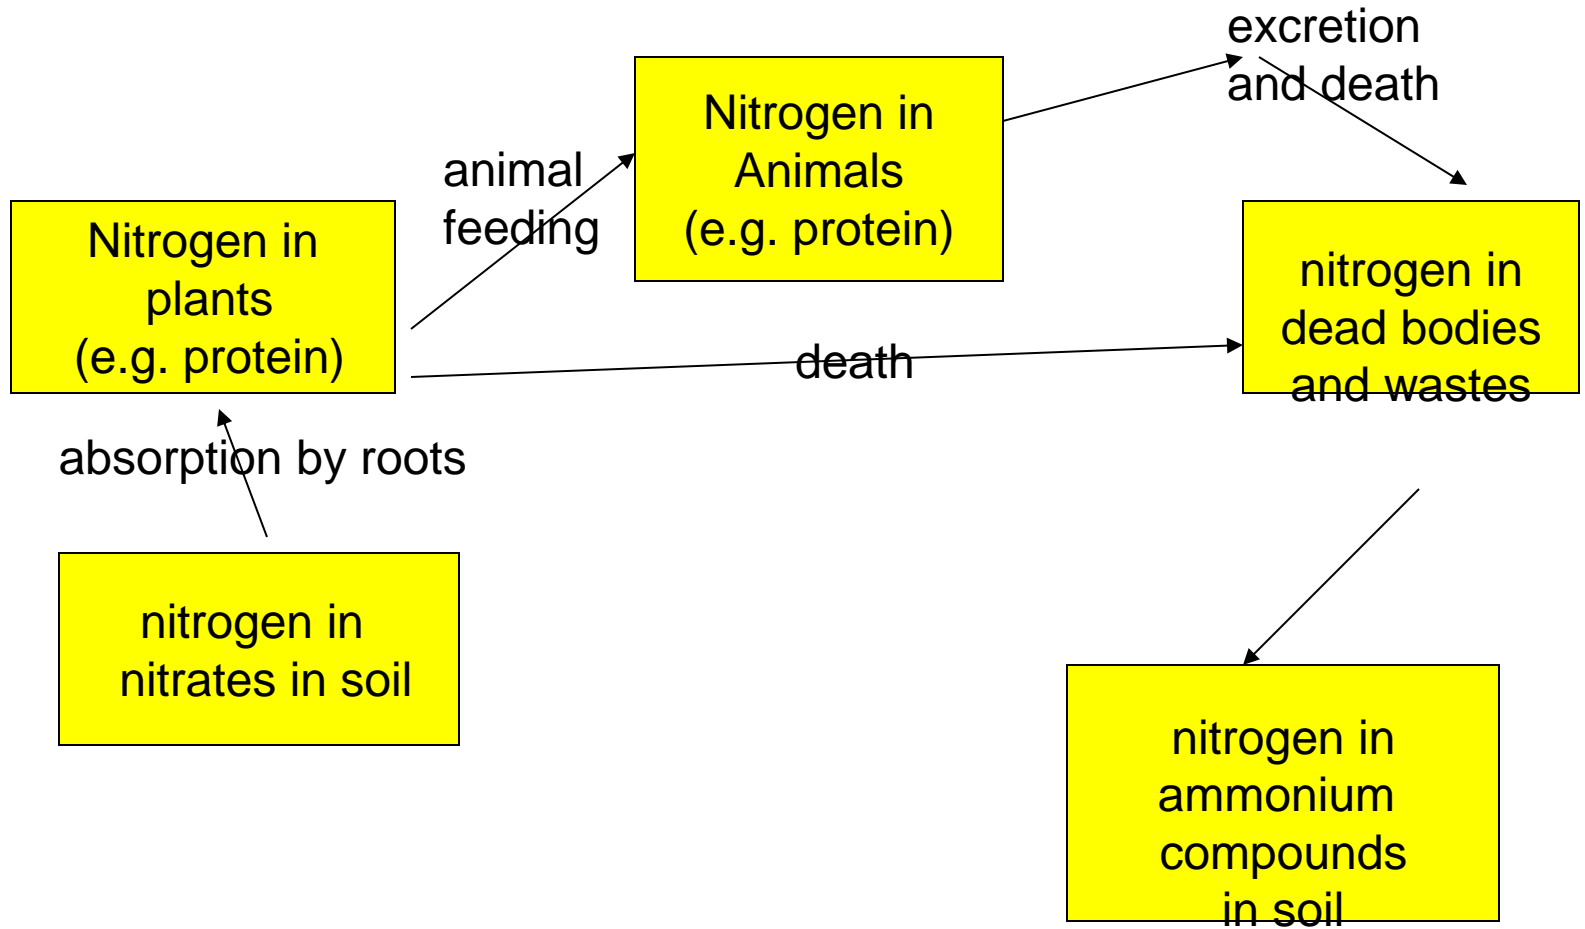 excretion
and death
Nitrogen in
Animals
(e.g. protein)
animal
feeding
Nitrogen in
plants
(e.g. protein)
nitrogen in
dead bodies
and wastes
death
absorption by roots
nitrogen in
nitrates in soil
nitrogen in
ammonium
compounds
in soil